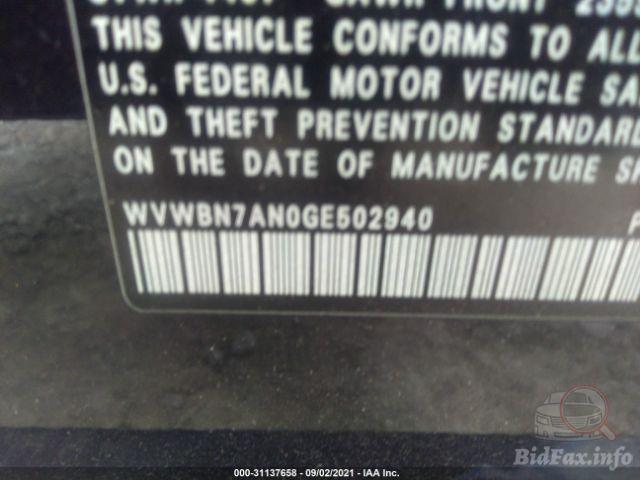 FRONT
THIS VEHICLE CONFORMS TO ALL
U.S. FEDERAL MOTOR VEHICLE SA
AND THEFT PREVENTION STANDARD
ON THE DATE OF MANUFACTURE
WVWBN7AN0GE502940
BidFax.info
000-31137658 - 09/02/2021 - IAA Inc.